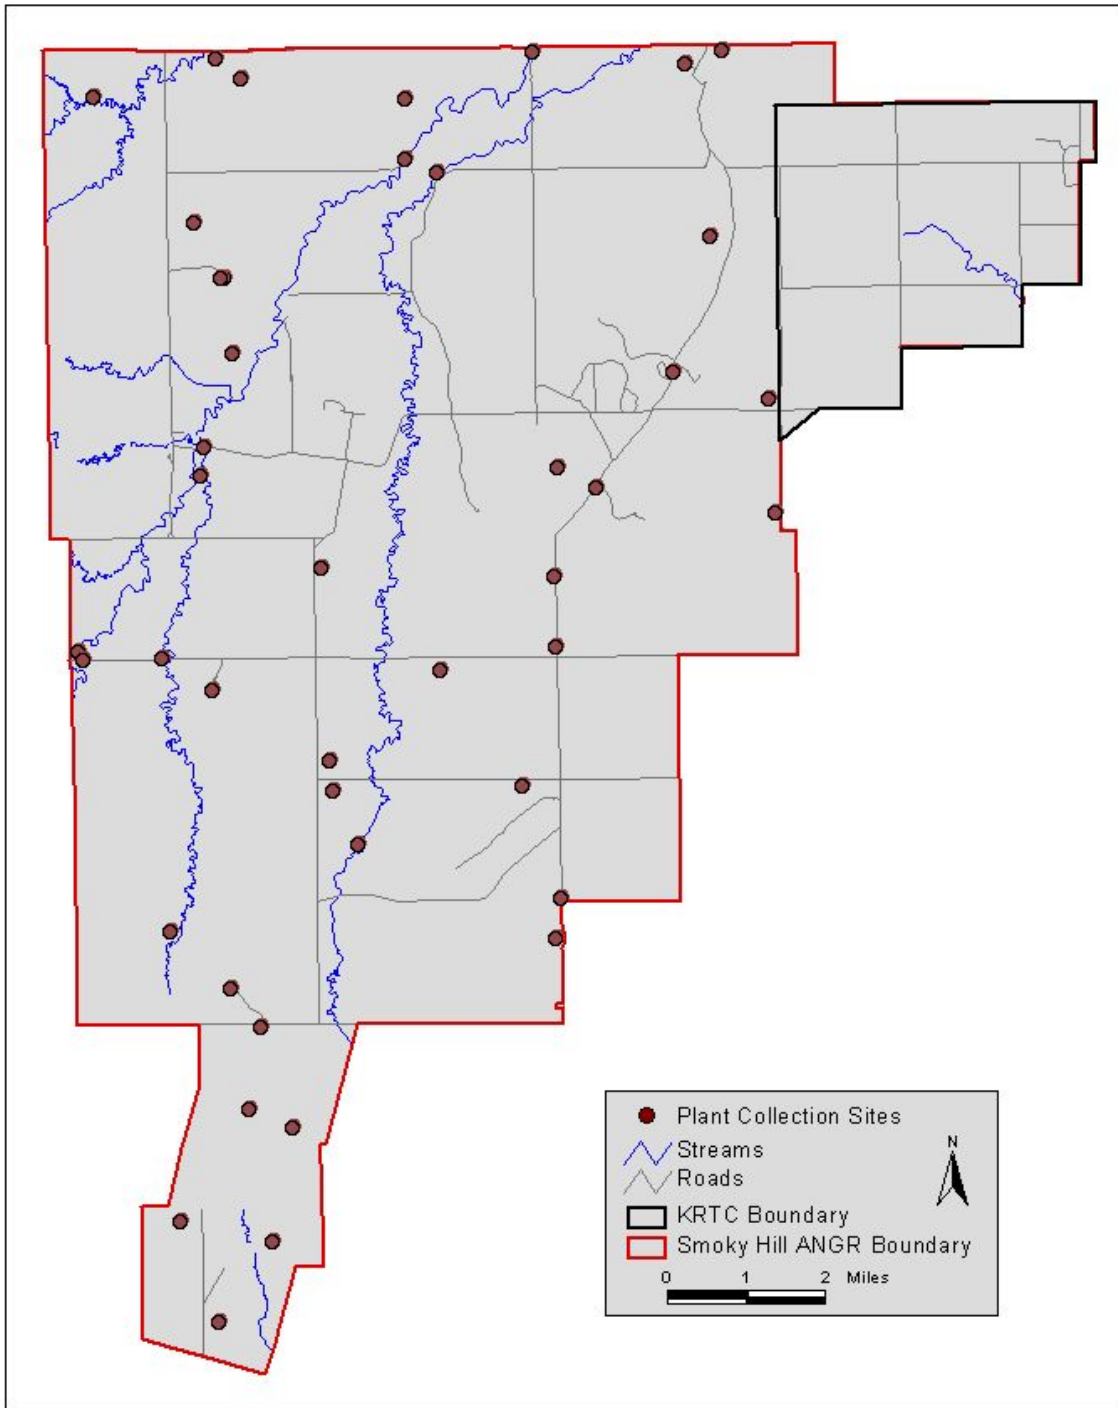 Plant Collection Sites
Streams
Roads
KRTC Boundary
Smoky Hill ANGR Boundary
N
0 1 2 Miles